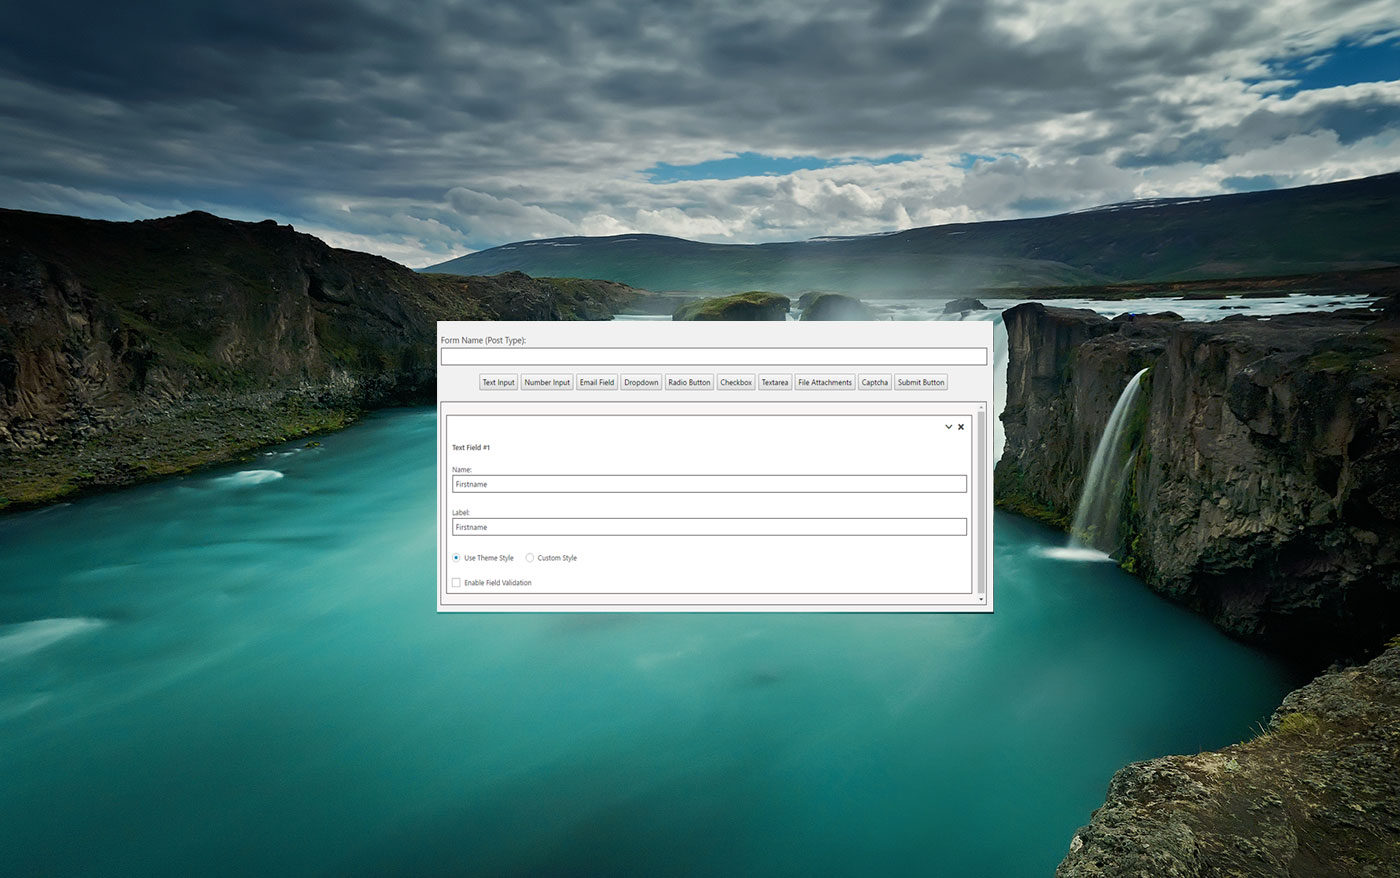 Form Name (Post Type):
Text Input Number Input Email Field Dropdown Radio Button Checkbox Textarea File Attachments Captcha Submit Button
Text Field #1
Name:
Firstname
Label:
Firstname
Use Theme Style Custom Style
Enable Field Validation